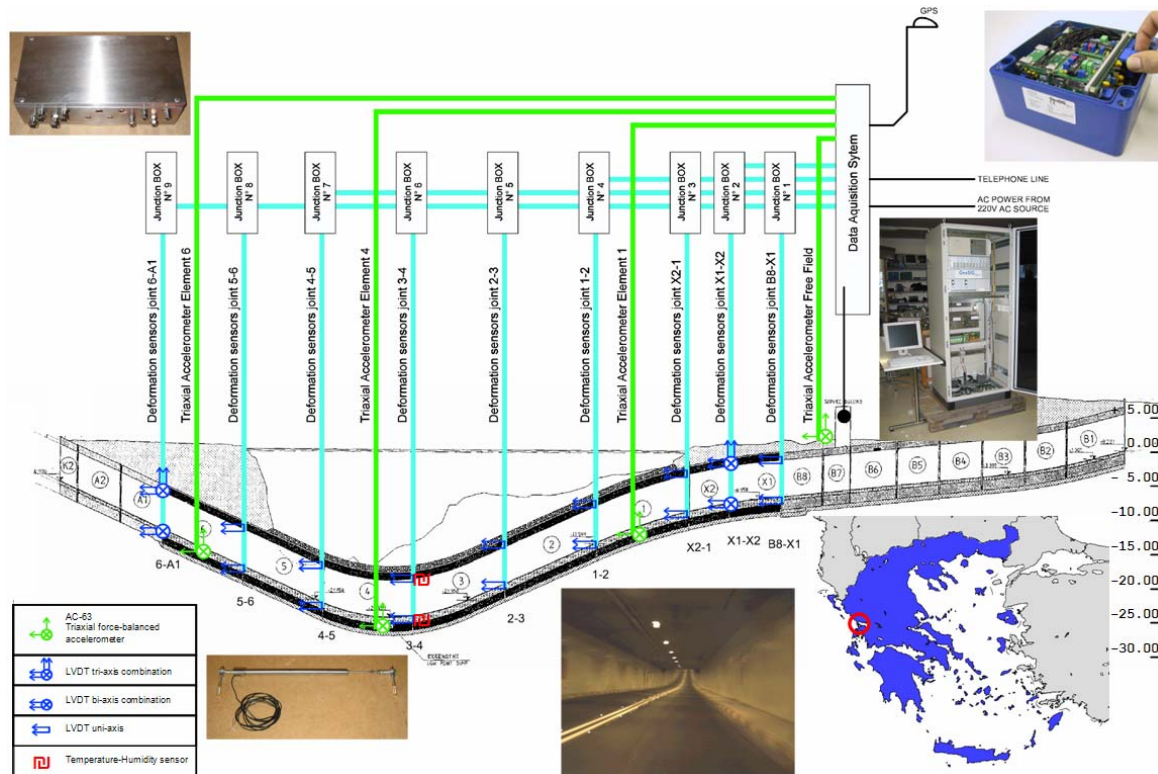 GPS
Data Aquisition Sytem
TELEPHONE LINE
AC POWER FROM
220V AC SOURCE
Junction BOX
N° 9
Junction BOX
N° 8
Junction BOX
N° 7
Junction BOX
N° 6
Junction BOX
N° 5
Junction BOX
N° 4
Junction BOX
N° 3
Junction BOX
N° 2
Junction BOX
N° 1
Deformation sensors joint 6-A1
Triaxial Accelerometer Element 6
Deformation sensors joint 5-6
Deformation sensors joint 4-5
Triaxial Accelerometer Element 4
Deformation sensors joint 3-4
Deformation sensors joint 2-3
Deformation sensors joint 1-2
Triaxial Accelerometer Element 1
Deformation sensors joint X2-1
Deformation sensors joint X1-X2
Deformation sensors joint B8-X1
Triaxial Accelerometer Free Field
5.00
0.00
- 5.00
-10.00
-15.00
-20.00
-25.00
-30.00
K2
A2
A1
6
5
4
3
2
1
X2
X1
B8
B7
B6
B5
B4
B3
B2
B1
6-A1
5-6
4-5
3-4
2-3
1-2
X2-1
X1-X2
B8-X1
AC-63
Triaxial force-balanced
accelerometer
LVDT tri-axis combination
LVDT bi-axis combination
LVDT uni-axis
Temperature-Humidity sensor